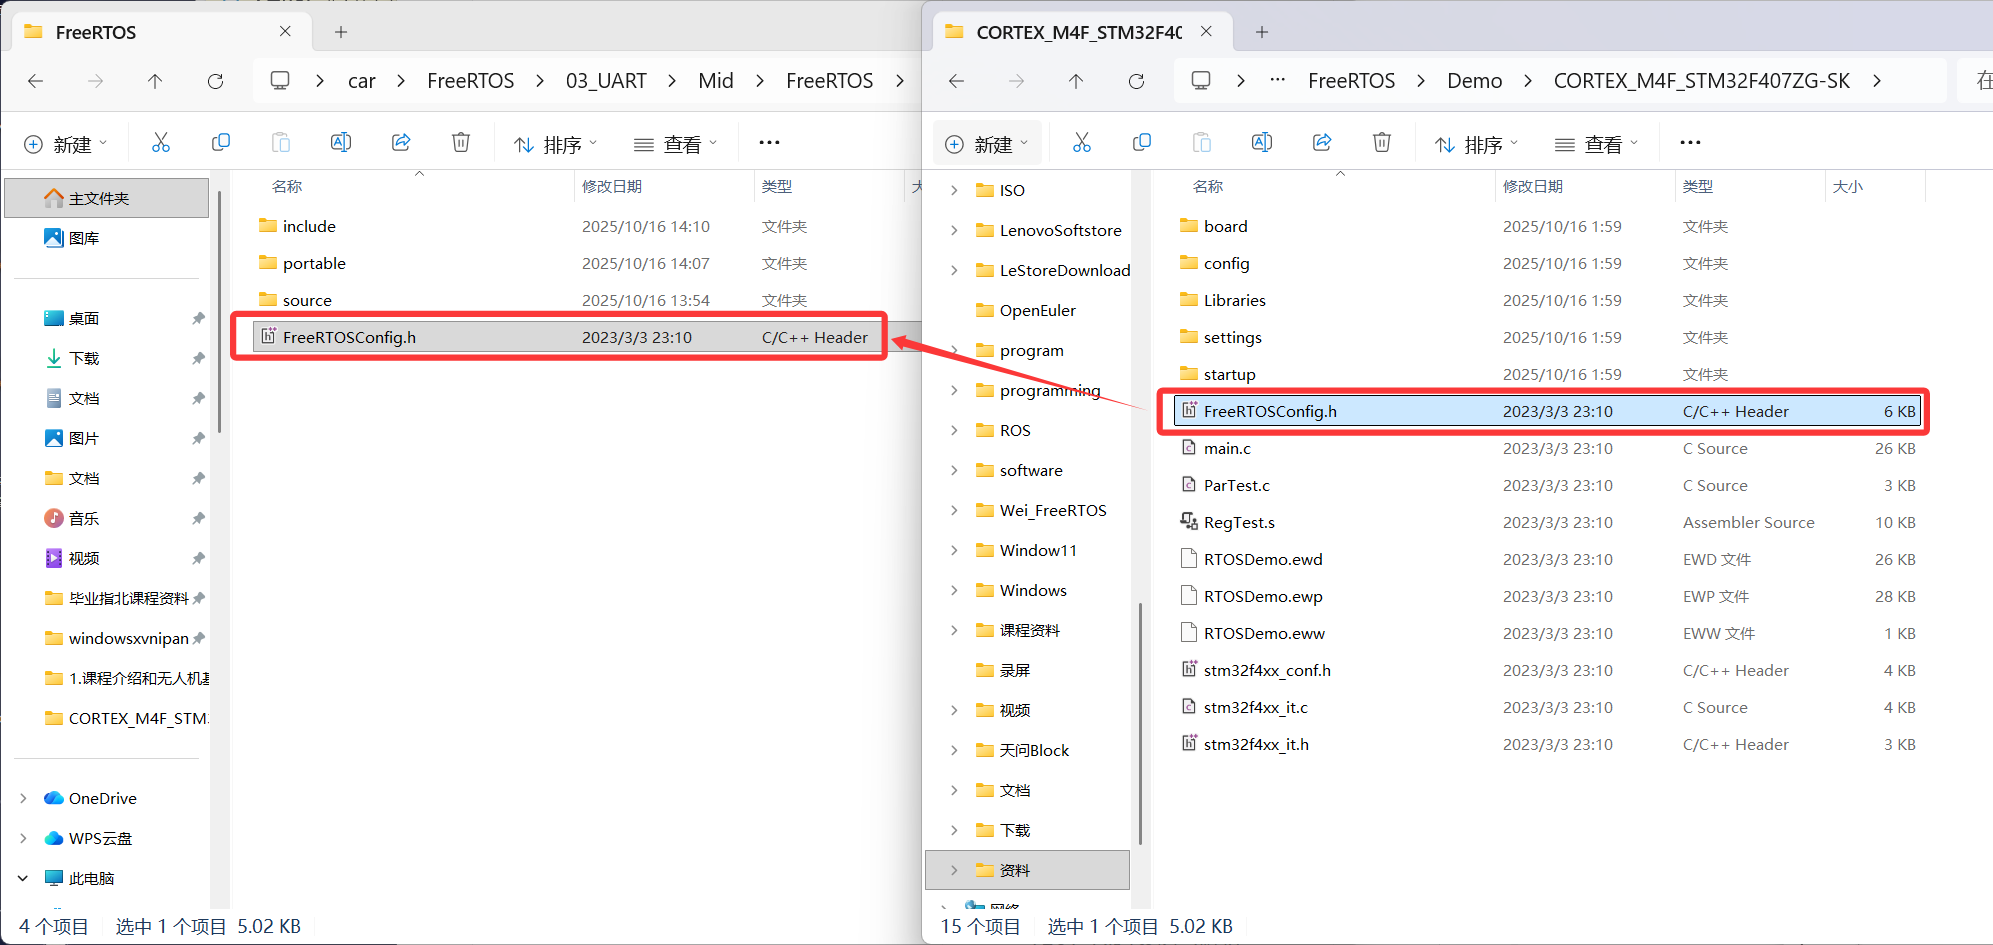 FreeRTOS
car FreeRTOS 03_UART Mid FreeRTOS
新建 排序 查看
名称 修改日期 类型
主文件夹
图库
桌面
下载
文档
图片
文档
音乐
视频
毕业指北课程资料
windowsxvnipan
1.课程介绍和无人机基
CORTEX_M4F_STM
OneDrive
WPS云盘
此电脑
include 2025/10/16 14:10 文件夹
portable 2025/10/16 14:07 文件夹
source 2025/10/16 13:54 文件夹
FreeRTOSConfig.h 2023/3/3 23:10 C/C++ Header
4 个项目 选中 1 个项目 5.02 KB
CORTEX_M4F_STM32F40
FreeRTOS Demo CORTEX_M4F_STM32F407ZG-SK 在
新建 排序 查看
名称 修改日期 类型 大小
ISO
LenovoSoftstore
LeStoreDownload
OpenEuler
program
programming
ROS
software
Wei_FreeRTOS
Window11
Windows
课程资料
录屏
视频
天问Block
文档
下载
资料
网络
board 2025/10/16 1:59 文件夹
config 2025/10/16 1:59 文件夹
Libraries 2025/10/16 1:59 文件夹
settings 2025/10/16 1:59 文件夹
startup 2025/10/16 1:59 文件夹
FreeRTOSConfig.h 2023/3/3 23:10 C/C++ Header 6 KB
main.c 2023/3/3 23:10 C Source 26 KB
ParTest.c 2023/3/3 23:10 C Source 3 KB
RegTest.s 2023/3/3 23:10 Assembler Source 10 KB
RTOSDemo.ewd 2023/3/3 23:10 EWD 文件 26 KB
RTOSDemo.ewp 2023/3/3 23:10 EWP 文件 28 KB
RTOSDemo.eww 2023/3/3 23:10 EWW 文件 1 KB
stm32f4xx_conf.h 2023/3/3 23:10 C/C++ Header 4 KB
stm32f4xx_it.c 2023/3/3 23:10 C Source 4 KB
stm32f4xx_it.h 2023/3/3 23:10 C/C++ Header 3 KB
15 个项目 选中 1 个项目 5.02 KB